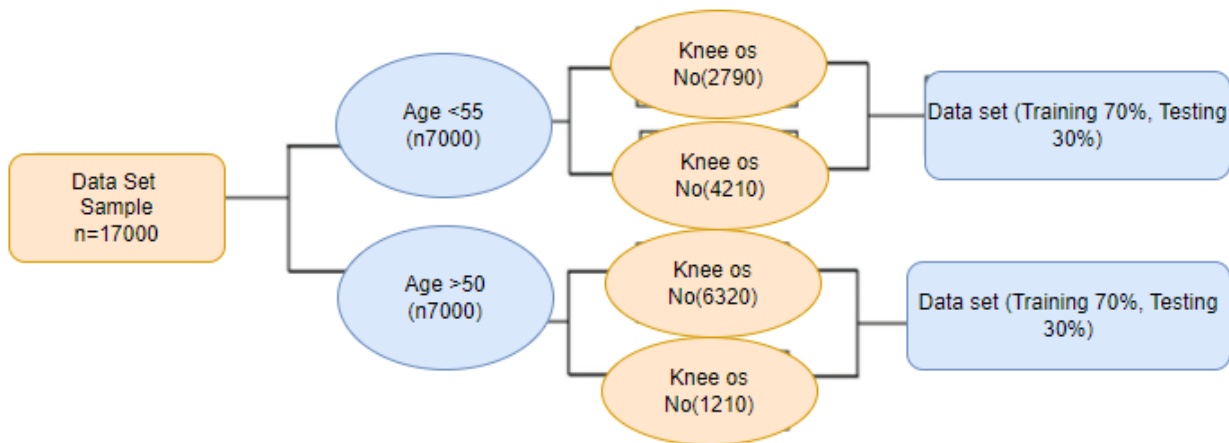 Data Set
Sample
n=17000
Age <55
(n7000)
Knee os
No(2790)
Knee os
No(4210)
Data set (Training 70%, Testing
30%)
Age >50
(n7000)
Knee os
No(6320)
Knee os
No(1210)
Data set (Training 70%, Testing
30%)